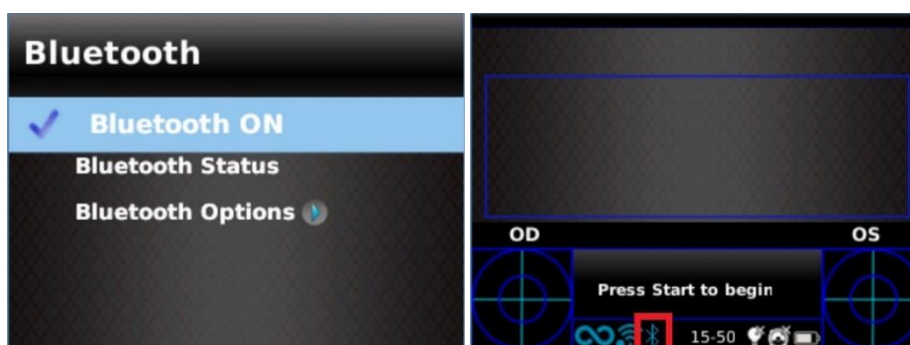 Bluetooth
Bluetooth ON
Bluetooth Status
Bluetooth Options
OD OS
Press Start to begin
15-50